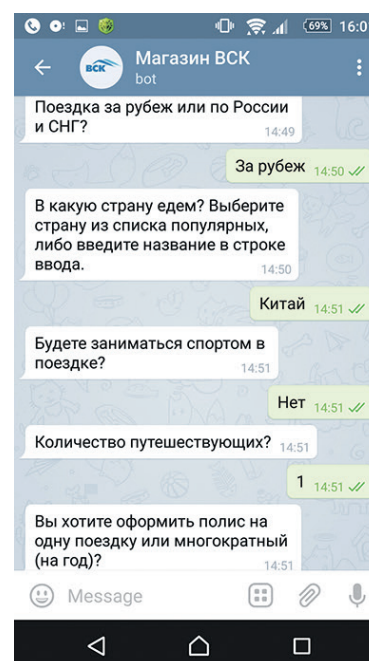 69% 16:0
ВСК
Магазин ВСК
bot
Поездка за рубеж или по России
и СНГ?
14:49
За рубеж 14:50
В какую страну едем? Выберите
страну из списка популярных,
либо введите название в строке
ввода.
14:50
Китай 14:51
Будете заниматься спортом в
поездке?
14:51
Нет 14:51
Количество путешествующих? 14:51
1 14:51
Вы хотите оформить полис на
одну поездку или многократный
(на год)?
14:51
Message